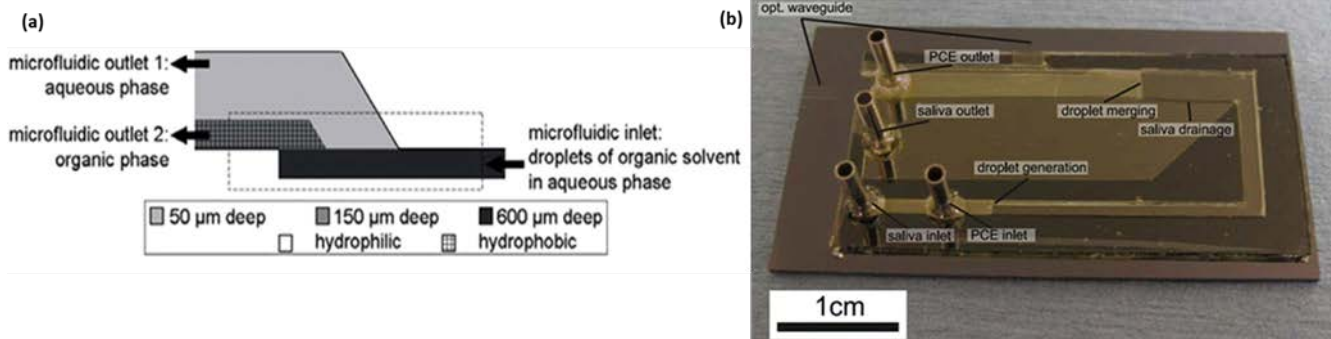 (a)
microfluidic outlet 1:
aqueous phase
microfluidic outlet 2:
organic phase
microfluidic inlet:
droplets of organic solvent
in aqueous phase
50 μm deep
150 μm deep
600 μm deep
hydrophilic
hydrophobic
(b)
opt. waveguide
PCE outlet
saliva outlet
droplet merging
saliva drainage
droplet generation
saliva inlet
PCE inlet
1cm